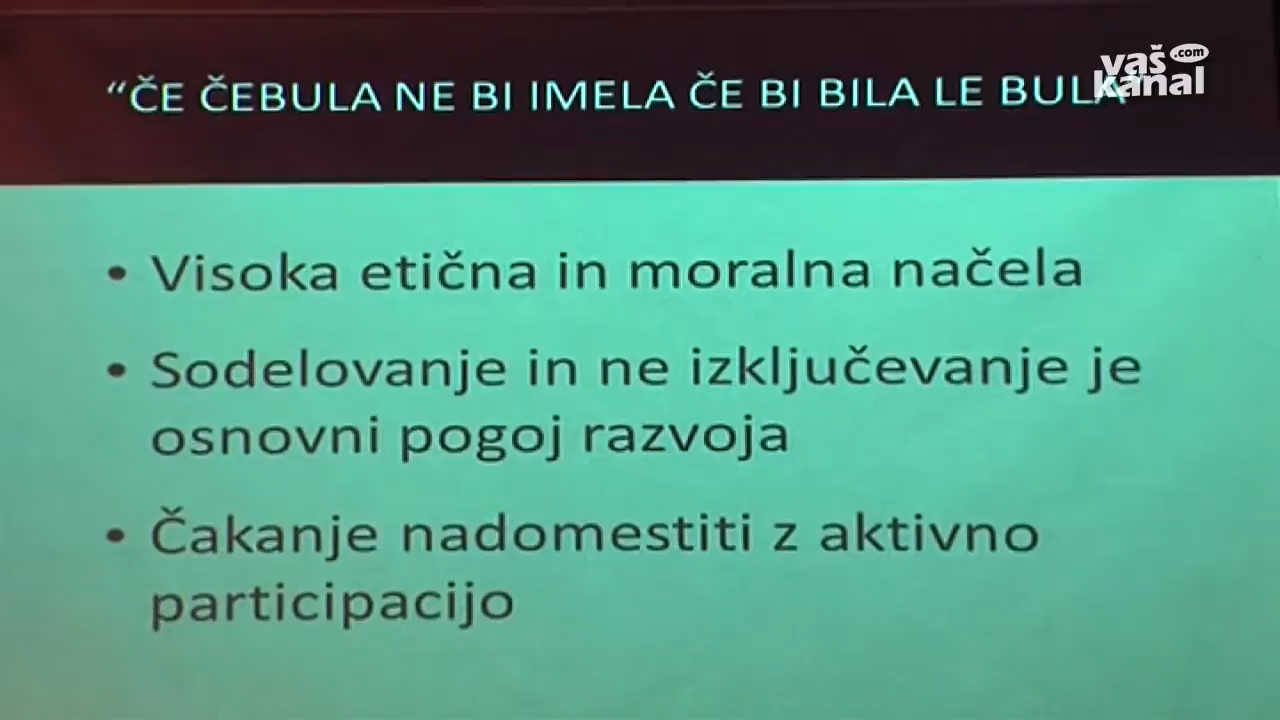 “ČE ČEBULA NE BI IMELA ČE BI BILA LE BULA
vaš
.com
kanal
• Visoka etična in moralna načela
• Sodelovanje in ne izključevanje je
osnovni pogoj razvoja
• Čakanje nadomestiti z aktivno
participacijo